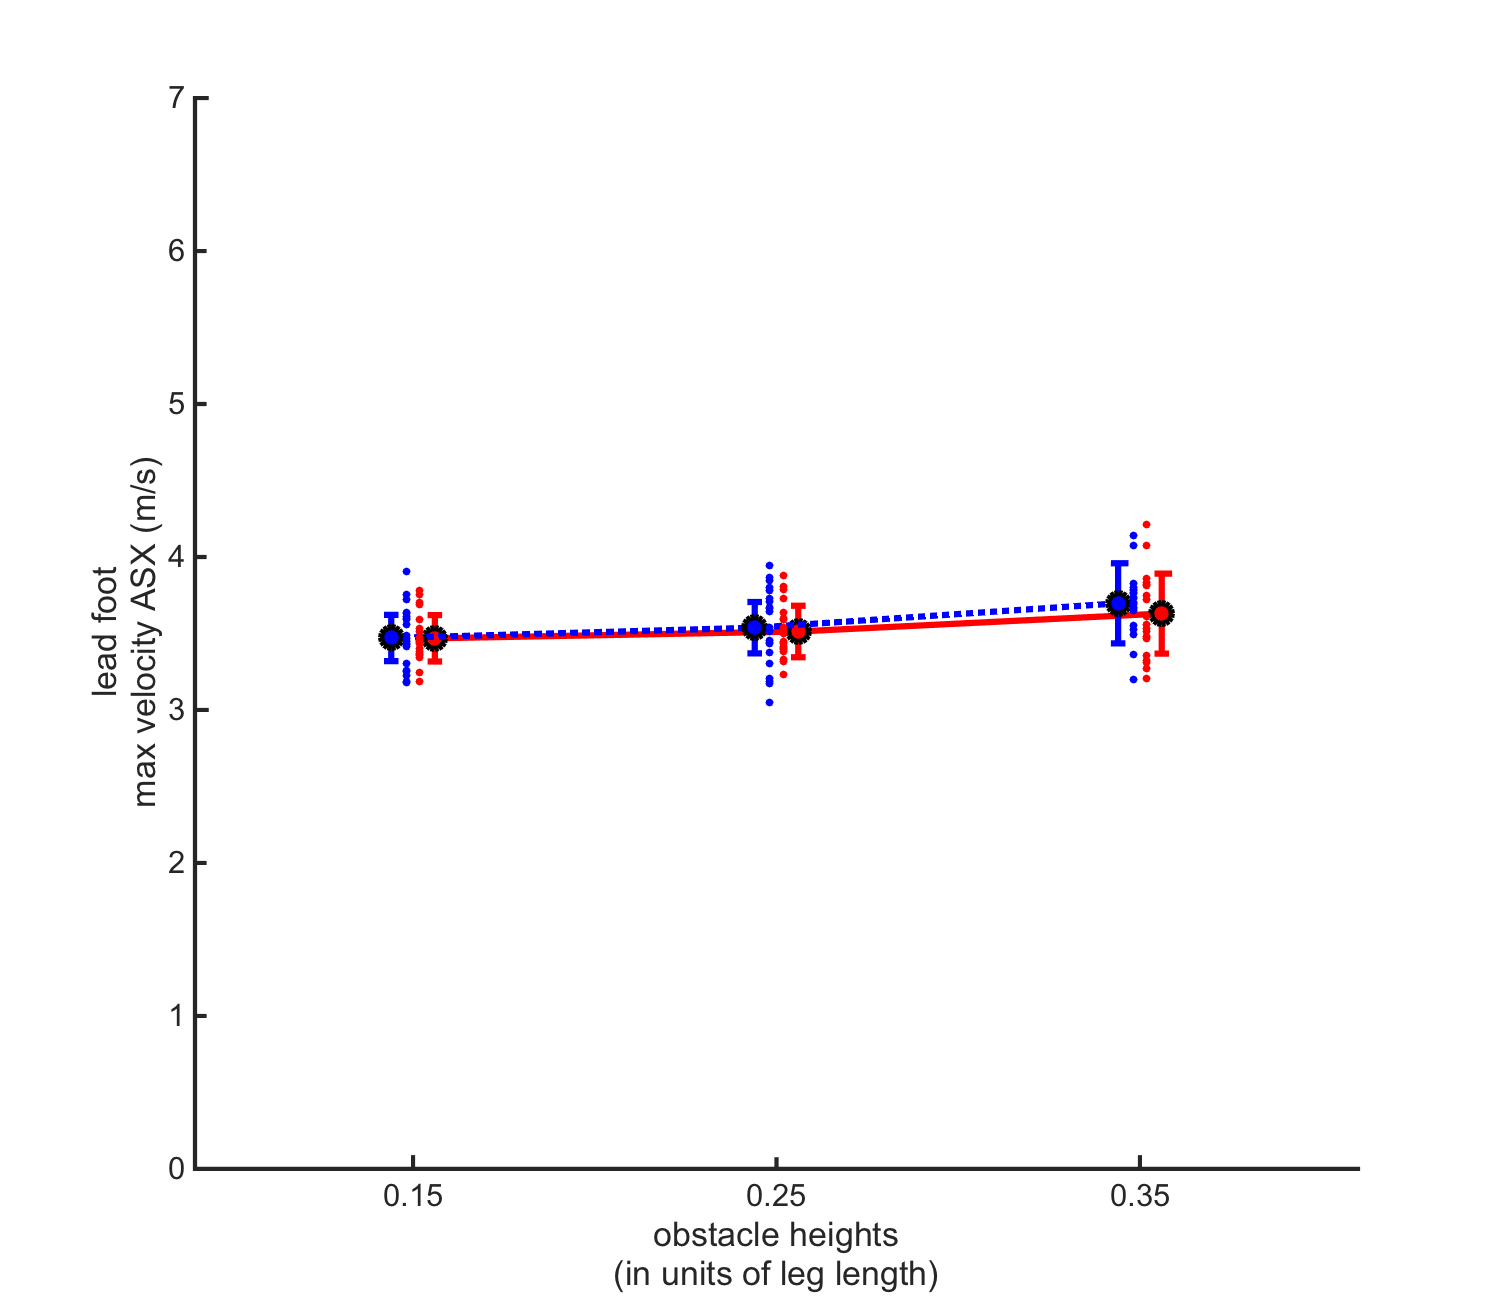 7
6
5
4
3
2
1
0
lead foot
max velocity ASX (m/s)
0.15 0.25 0.35
obstacle heights
(in units of leg length)